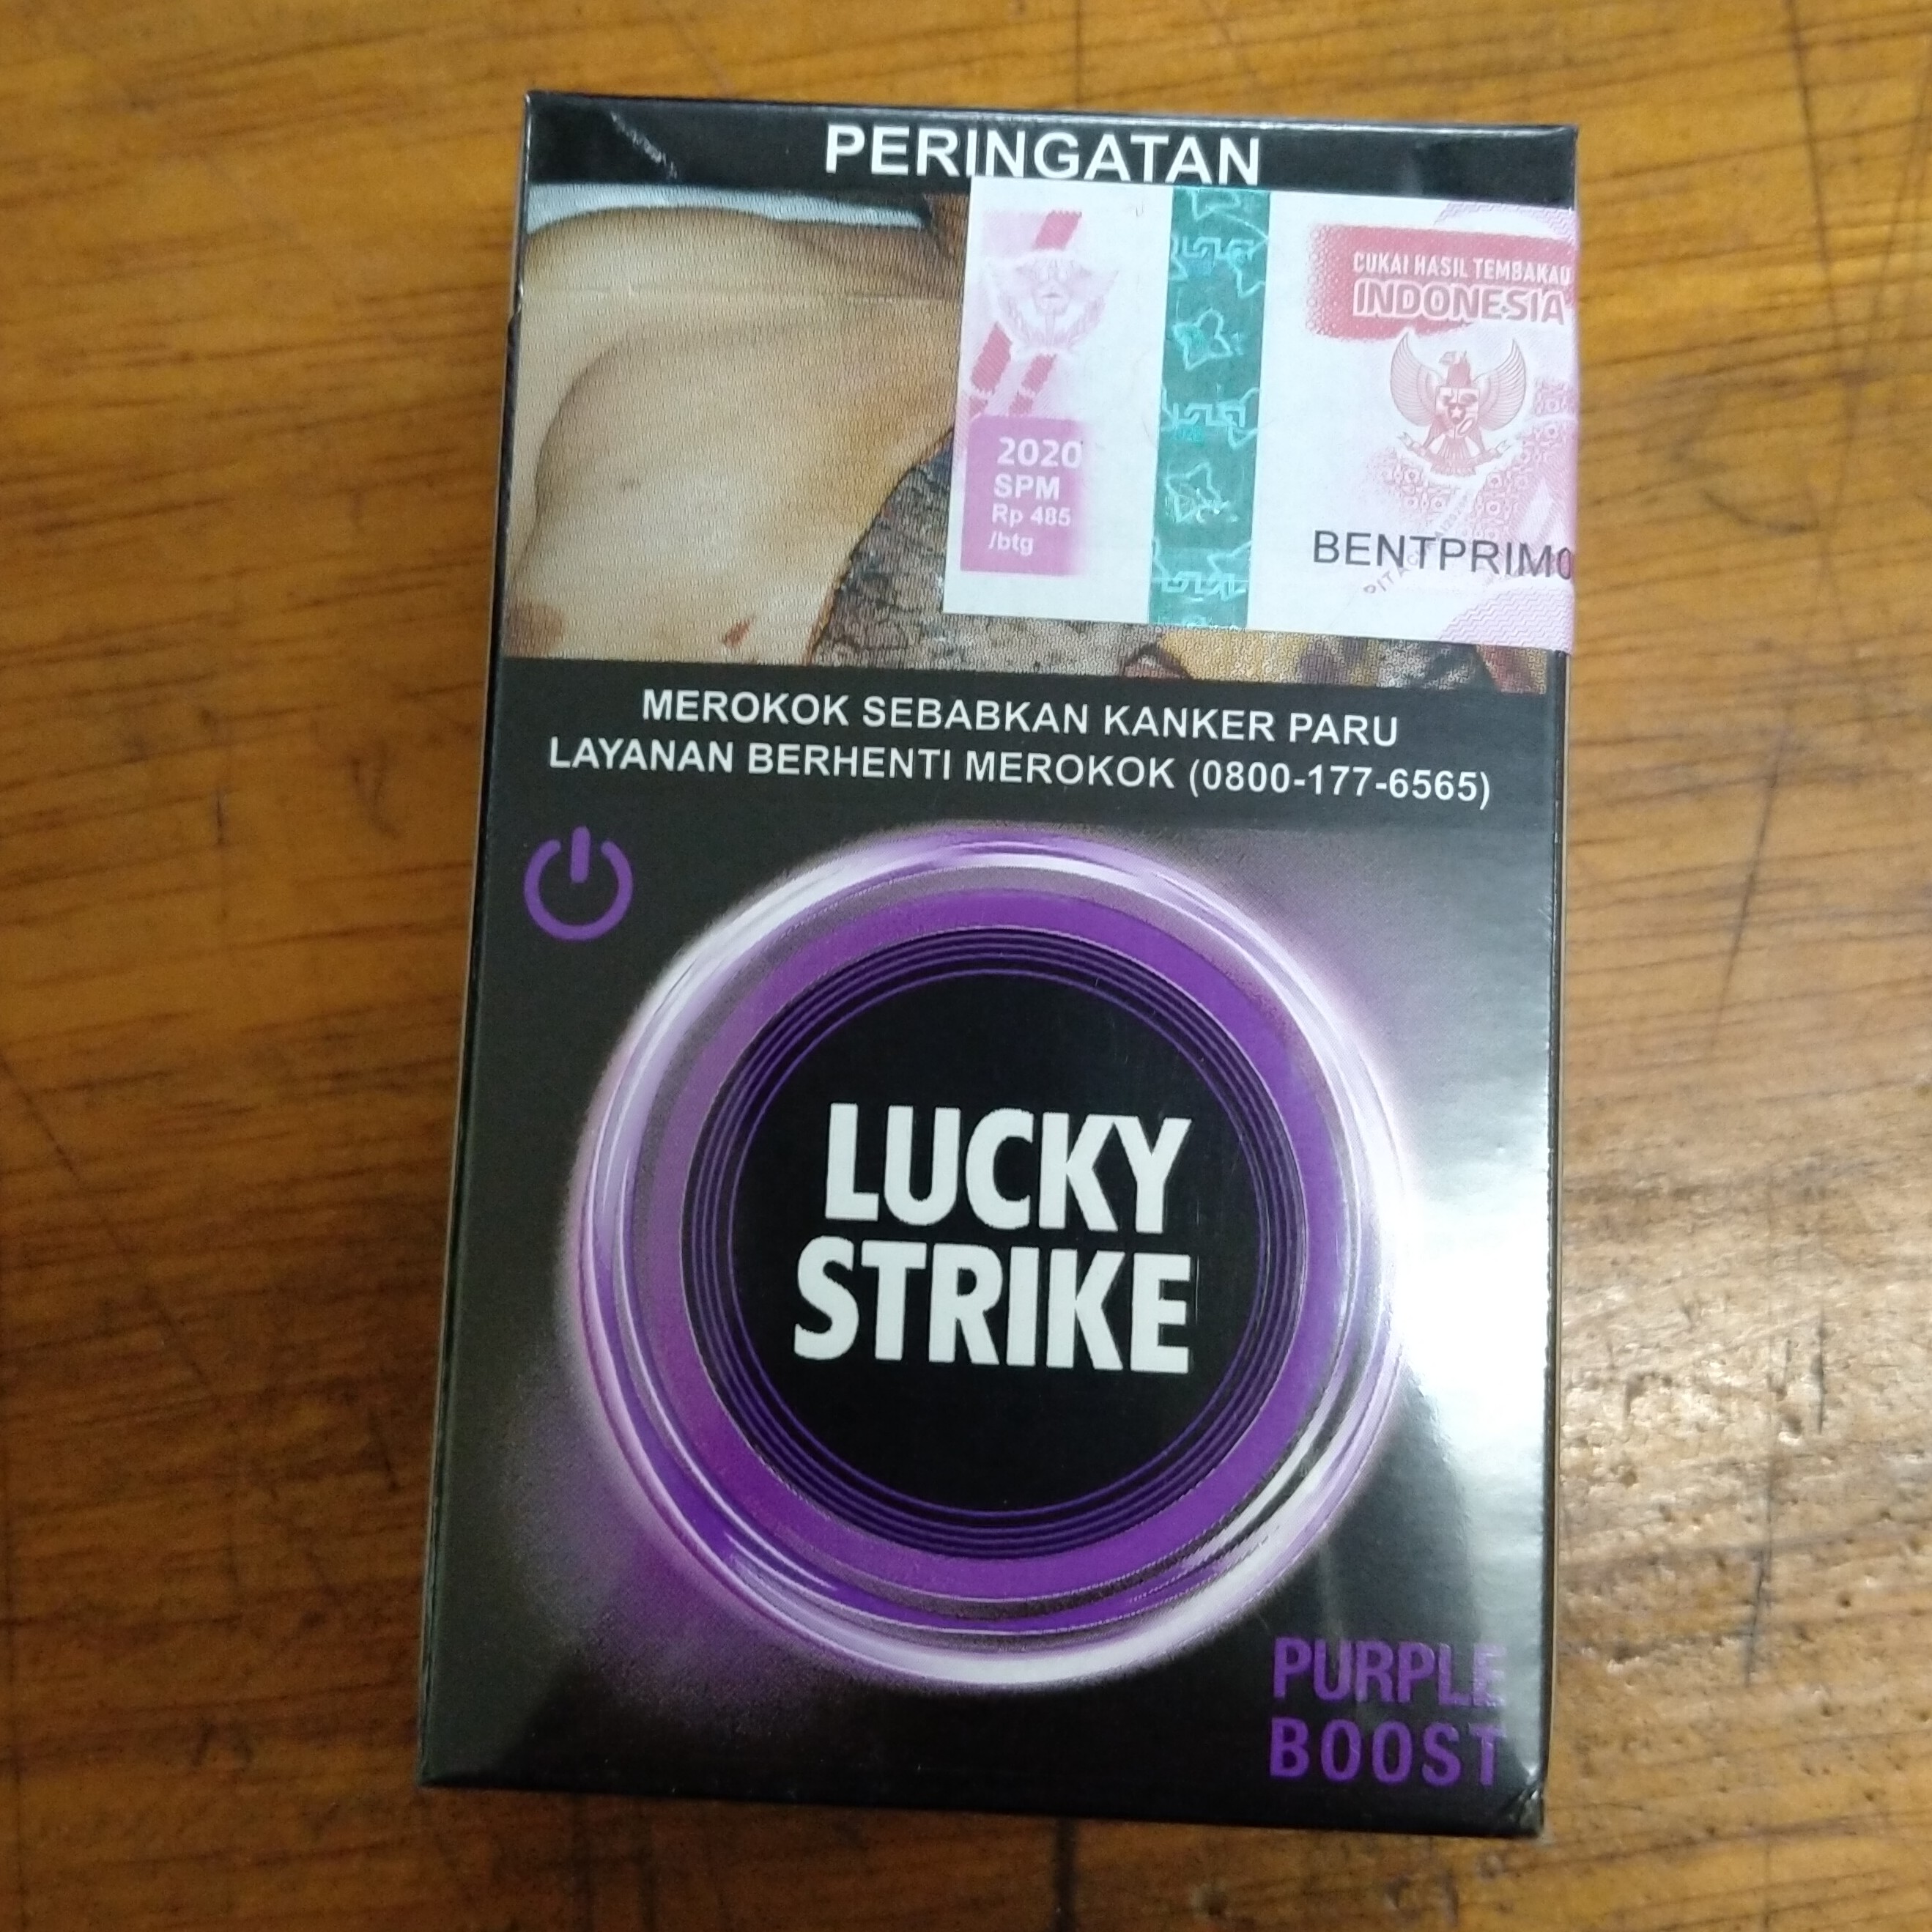 PERINGATAN
2020
SPM
Rp 485
/btg
CUKAI HASIL TEMBAKAU
INDONESIA
BENTPRIMO
MEROKOK SEBABKAN KANKER PARU
LAYANAN BERHENTI MEROKOK (0800-177-6565)
LUCKY
STRIKE
PURPLE
BOOST